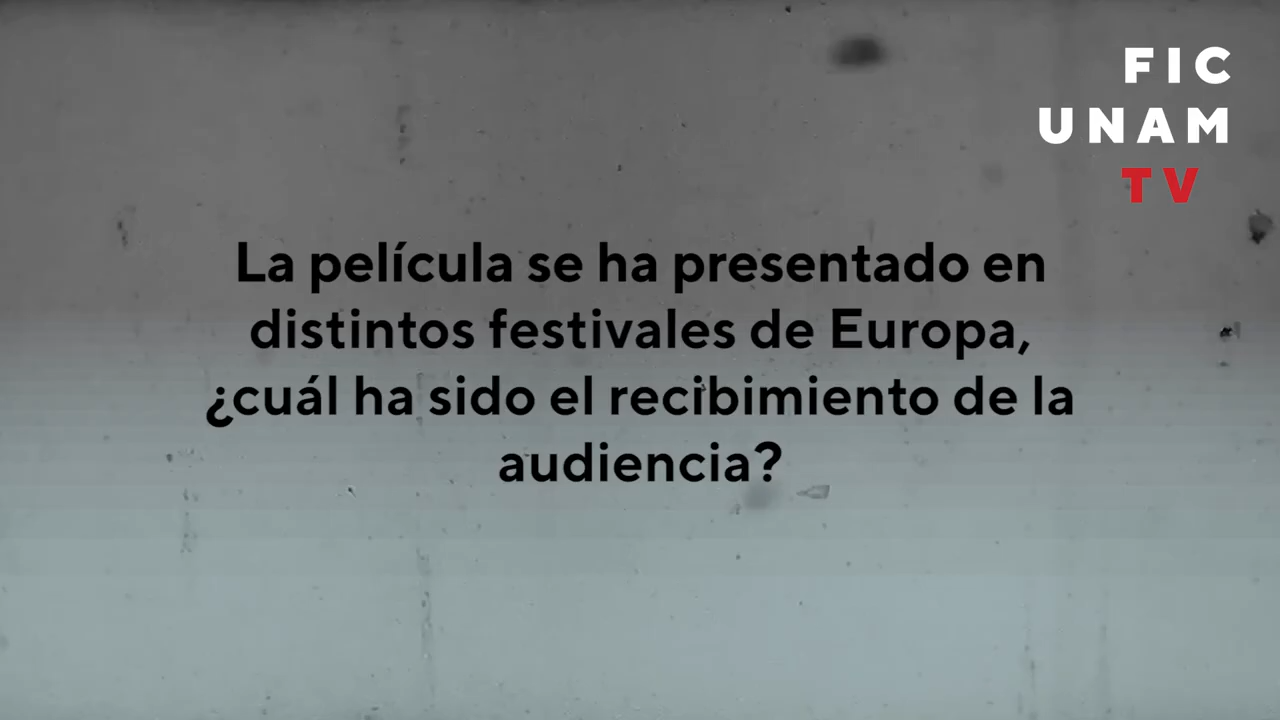 FIC
UNAM
TV
La película se ha presentado en
distintos festivales de Europa,
¿cuál ha sido el recibimiento de la
audiencia?